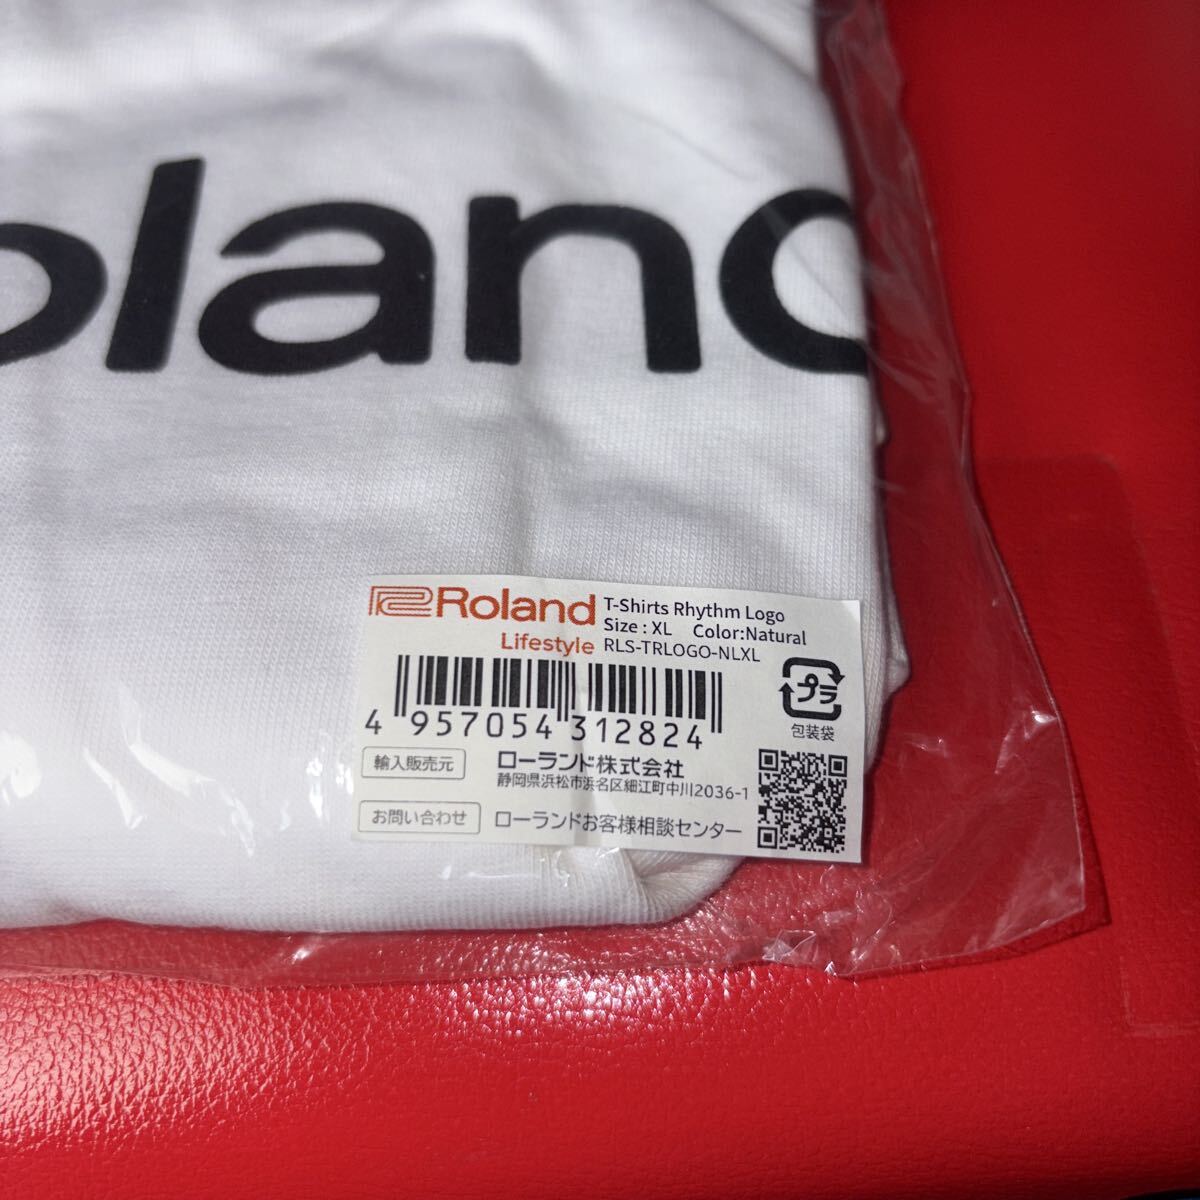 oland
Roland
Lifestyle
T-Shirts Rhythm Logo
Size : XL Color:Natural
RLS-TRLOGO-NLXL
プラ
包装袋
4 957054 312824
輸入販売元 ローランド株式会社
静岡県浜松市浜名区細江町中川2036-1
お問い合わせ ローランドお客様相談センター